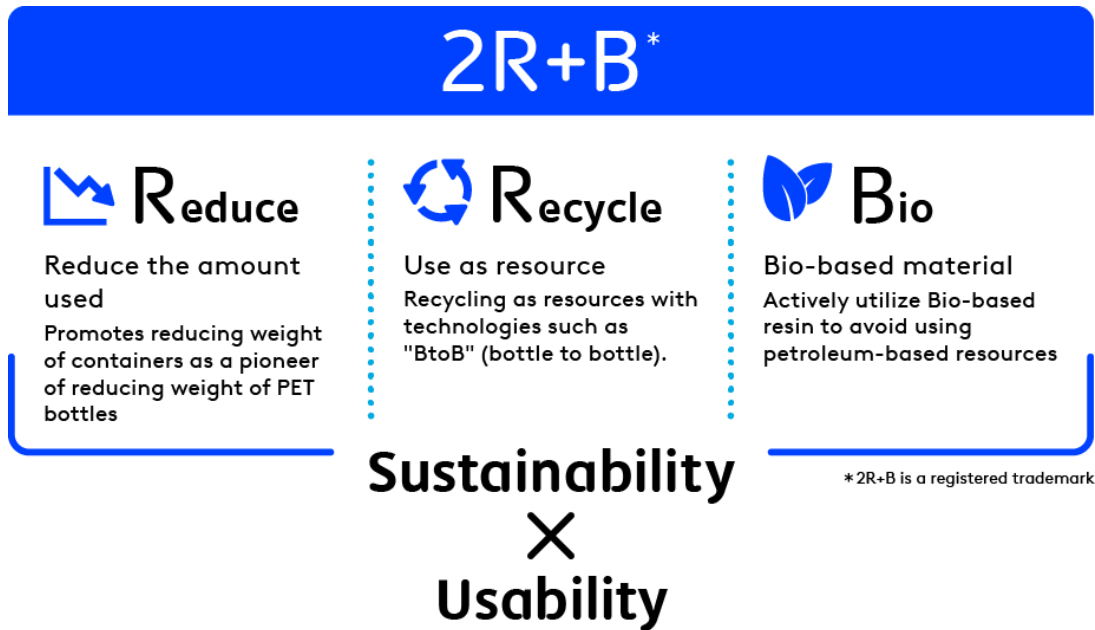 2R+B*
Reduce
Reduce the amount
used
Promotes reducing weight
of containers as a pioneer
of reducing weight of PET
bottles
Recycle
Use as resource
Recycling as resources with
technologies such as
"BtoB" (bottle to bottle).
Bio
Bio-based material
Actively utilize Bio-based
resin to avoid using
petroleum-based resources
Sustainability
×
Usability
*2R+B is a registered trademark